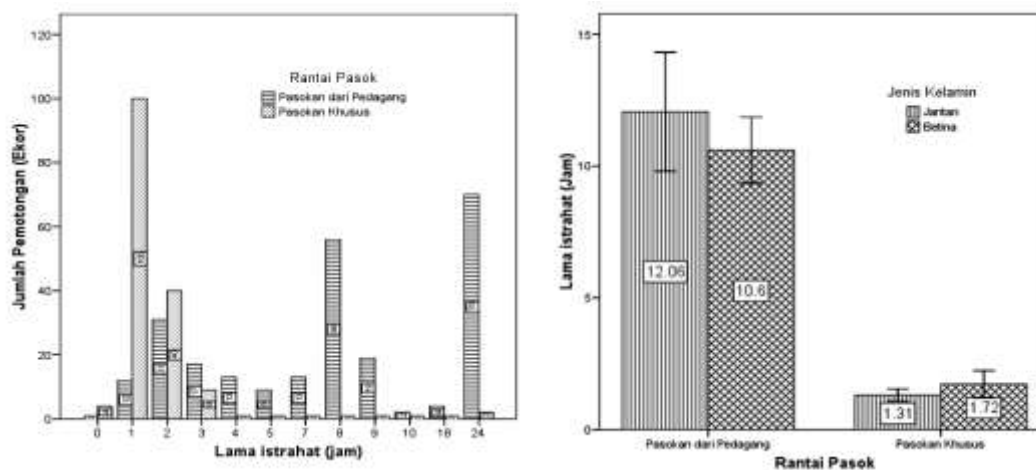 Jumlah Pemotongan (Ekor)
120
100
80
60
40
20
0
Rantai Pasok
Pasokan dari Pedagang
Pasokan Khusus
0 1 2 3 4 5 7 8 9 10 18 24
Lama istrahat (jam)
Lama istrahat (Jam)
15
10
5
0
Jenis Kelamin
Jantan
Betina
12.06
10.6
1.31
1.72
Pasokan dari Pedagang Pasokan Khusus
Rantai Pasok